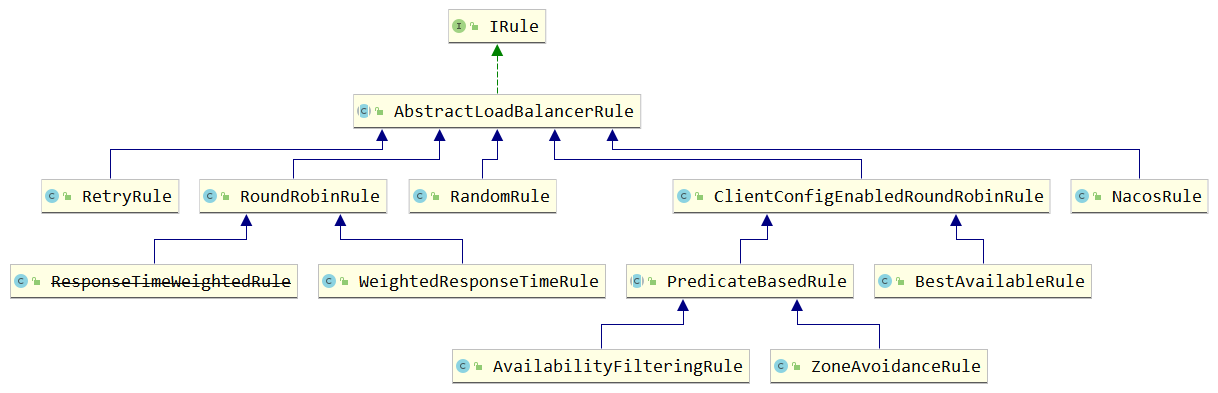 IRule
AbstractLoadBalancerRule
RetryRule
RoundRobinRule
RandomRule
ClientConfigEnabledRoundRobinRule
NacosRule
ResponseTimeWeightedRule
WeightedResponseTimeRule
PredicateBasedRule
BestAvailableRule
AvailabilityFilteringRule
ZoneAvoidanceRule